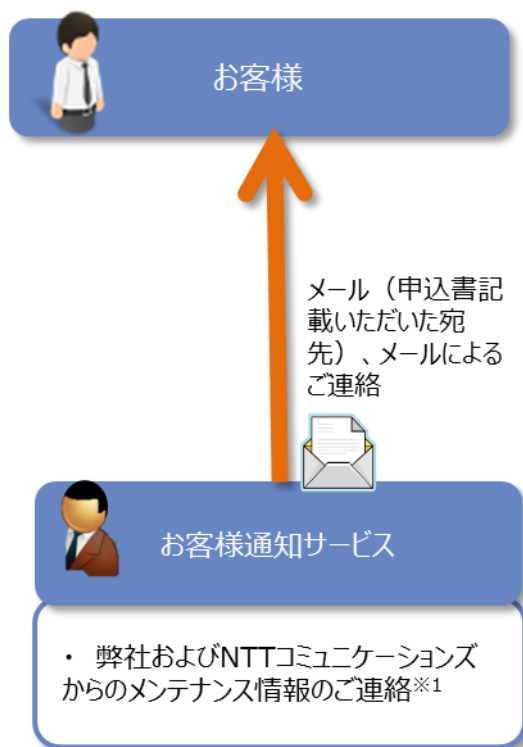 お客様
メール（申込書記
載いただいた宛
先）、メールによる
ご連絡
お客様通知サービス
・ 弊社およびNTTコミュニケーションズ
からのメンテナンス情報のご連絡※1